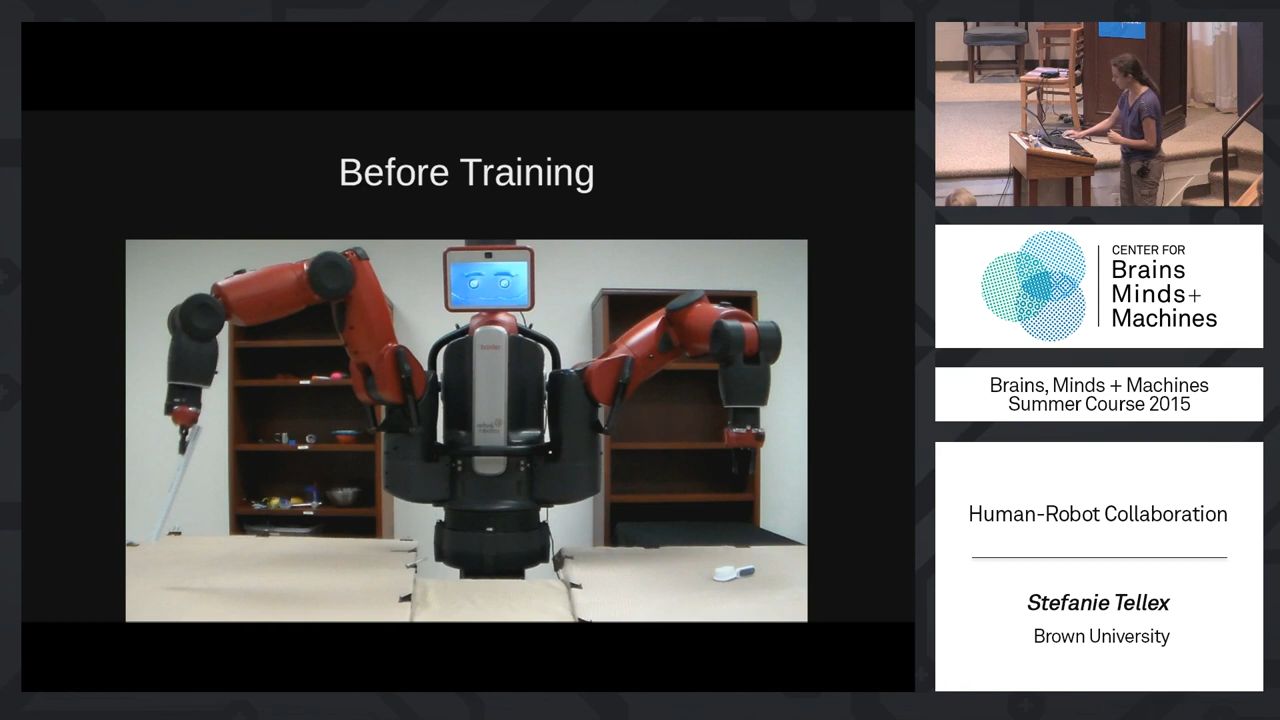 Before Training
CENTER FOR
Brains
Minds+
Machines
Brains, Minds + Machines
Summer Course 2015
Human-Robot Collaboration
Stefanie Tellex
Brown University